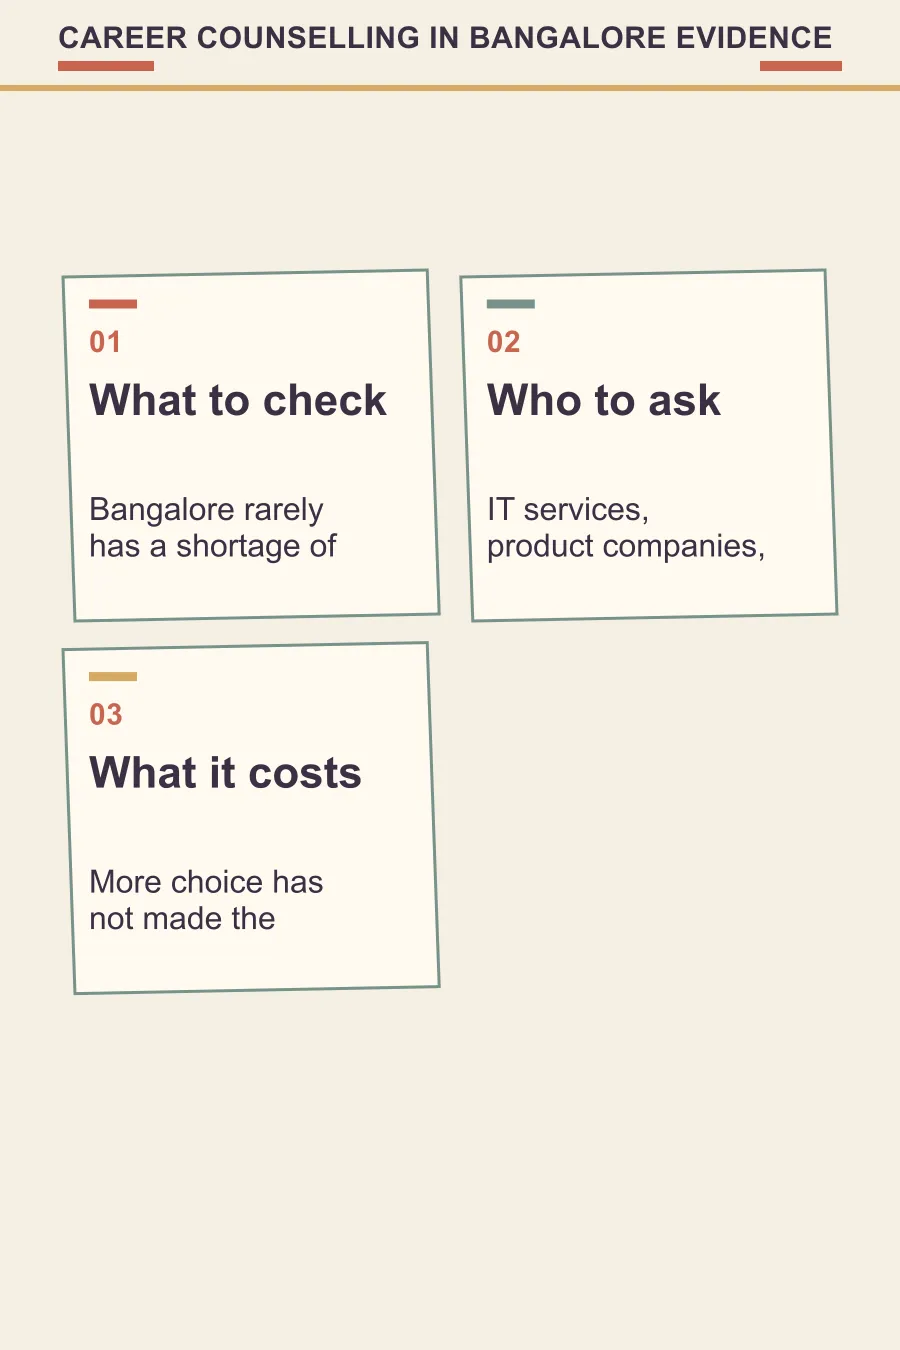 CAREER COUNSELLING IN BANGALORE EVIDENCE
01
What to check
Bangalore rarely
has a shortage of
02
Who to ask
IT services,
product companies,
03
What it costs
More choice has
not made the